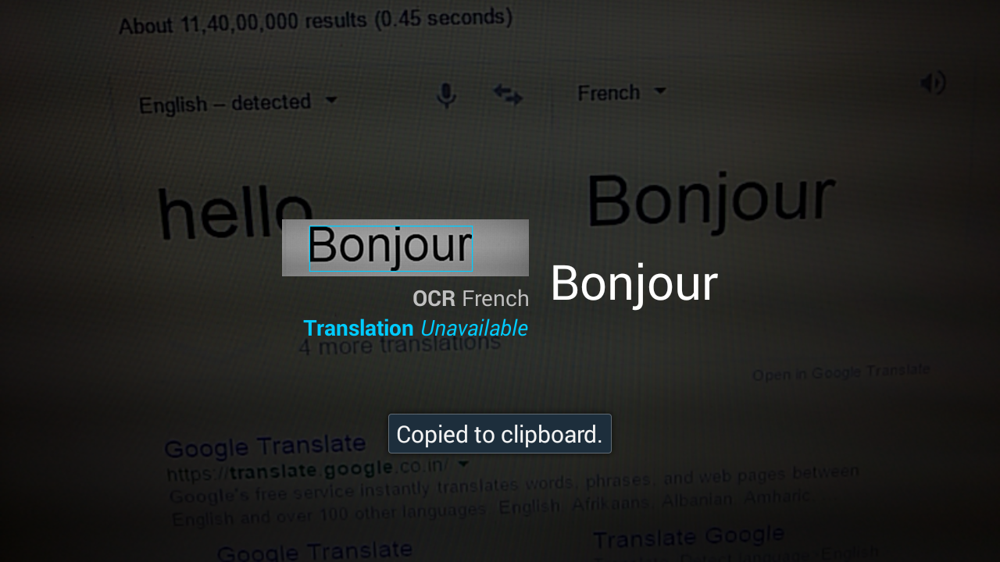 About 11,40,00,000 results (0.45 seconds)
English – detected
French
hello
Bonjour
Bonjour
Bonjour
OCR French
Translation Unavailable
4 more translations
Open in Google Translate
Copied to clipboard.
Google Translate
https://translate.google.co.in/
Google's free service instantly translates words, phrases, and web pages between
English and over 100 other languages. English, Afrikaans, Albanian, Amharic,
Google Translate
Translate Google
English